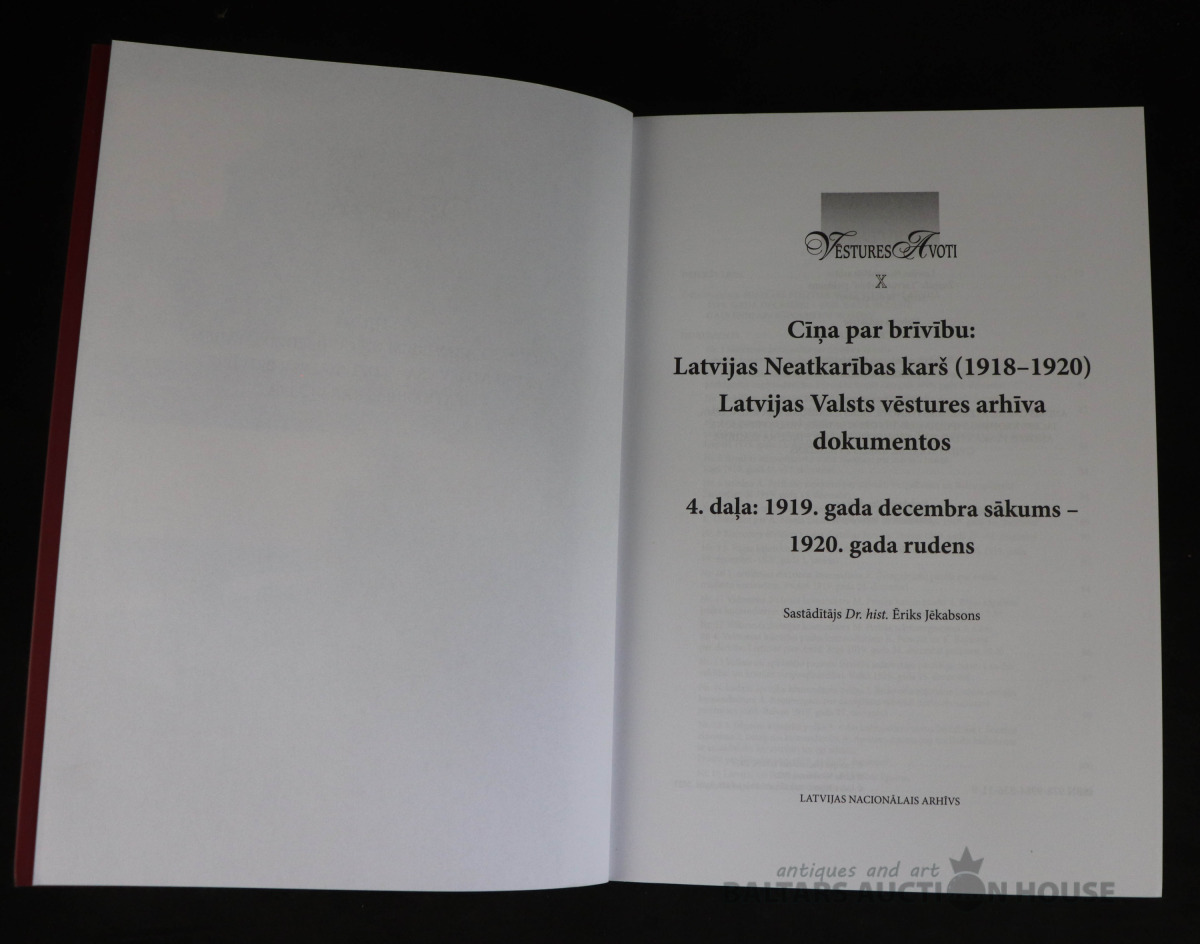 Vēstures Avoti
X
Cīņa par brīvību:
Latvijas Neatkarības karš (1918–1920)
Latvijas Valsts vēstures arhīva
dokumentos
4. daļa: 1919. gada decembra sākums –
1920. gada rudens
Sastādītājs Dr. hist. Ēriks Jēkabsons
LATVIJAS NACIONĀLAIS ARHĪVS
antiques and art
BALTARS AUCTION HOUSE